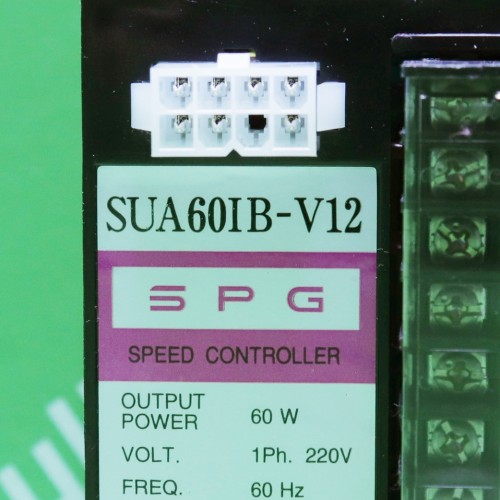 SUA60IB-V12
SPG
SPEED CONTROLLER
OUTPUT
POWER 60 W
VOLT. 1Ph. 220V
FREQ. 60 Hz